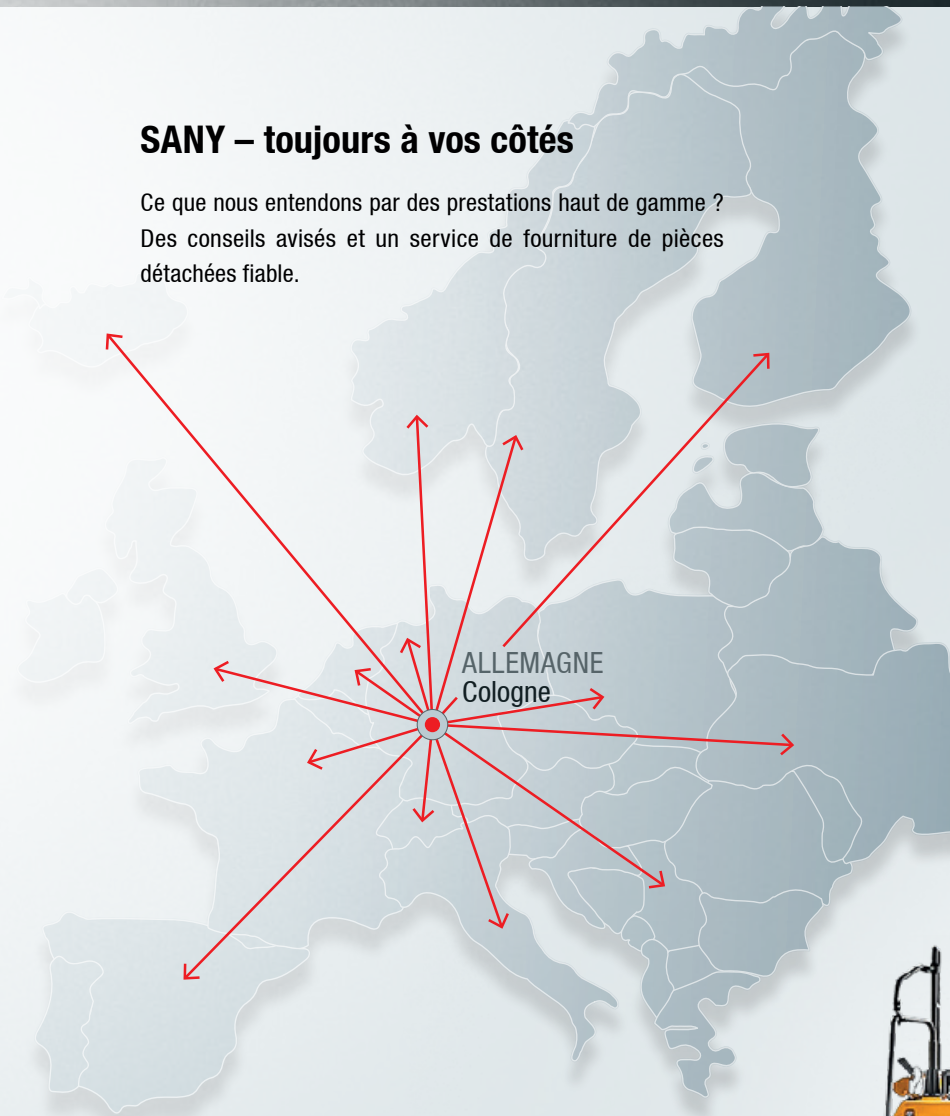 SANY – toujours à vos côtés
Ce que nous entendons par des prestations haut de gamme ?
Des conseils avisés et un service de fourniture de pièces
détachées fiable.
ALLEMAGNE
Cologne